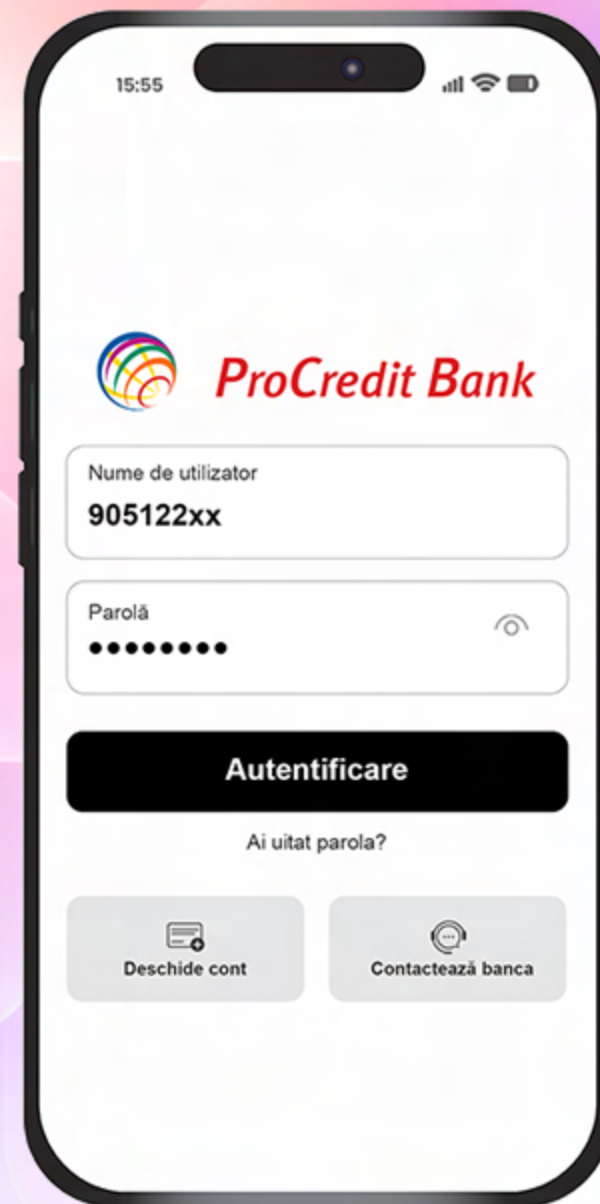 15:55
ProCredit Bank
Nume de utilizator
905122xx
Parolă
••••••••
Autentificare
Ai uitat parola?
Deschide cont
Contactează banca